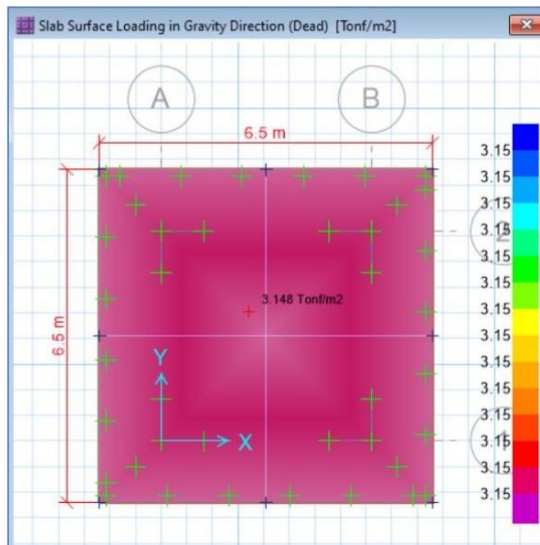 Slab Surface Loading in Gravity Direction (Dead) [Tonf/m2]
A
B
6.5 m
3.15
3.15
3.15
3.15
3.15
2
3.15
3.148 Tonf/m2
3.15
6.5 m
3.15
Y
3.15
3.15
3.15
X
1
3.15
3.15